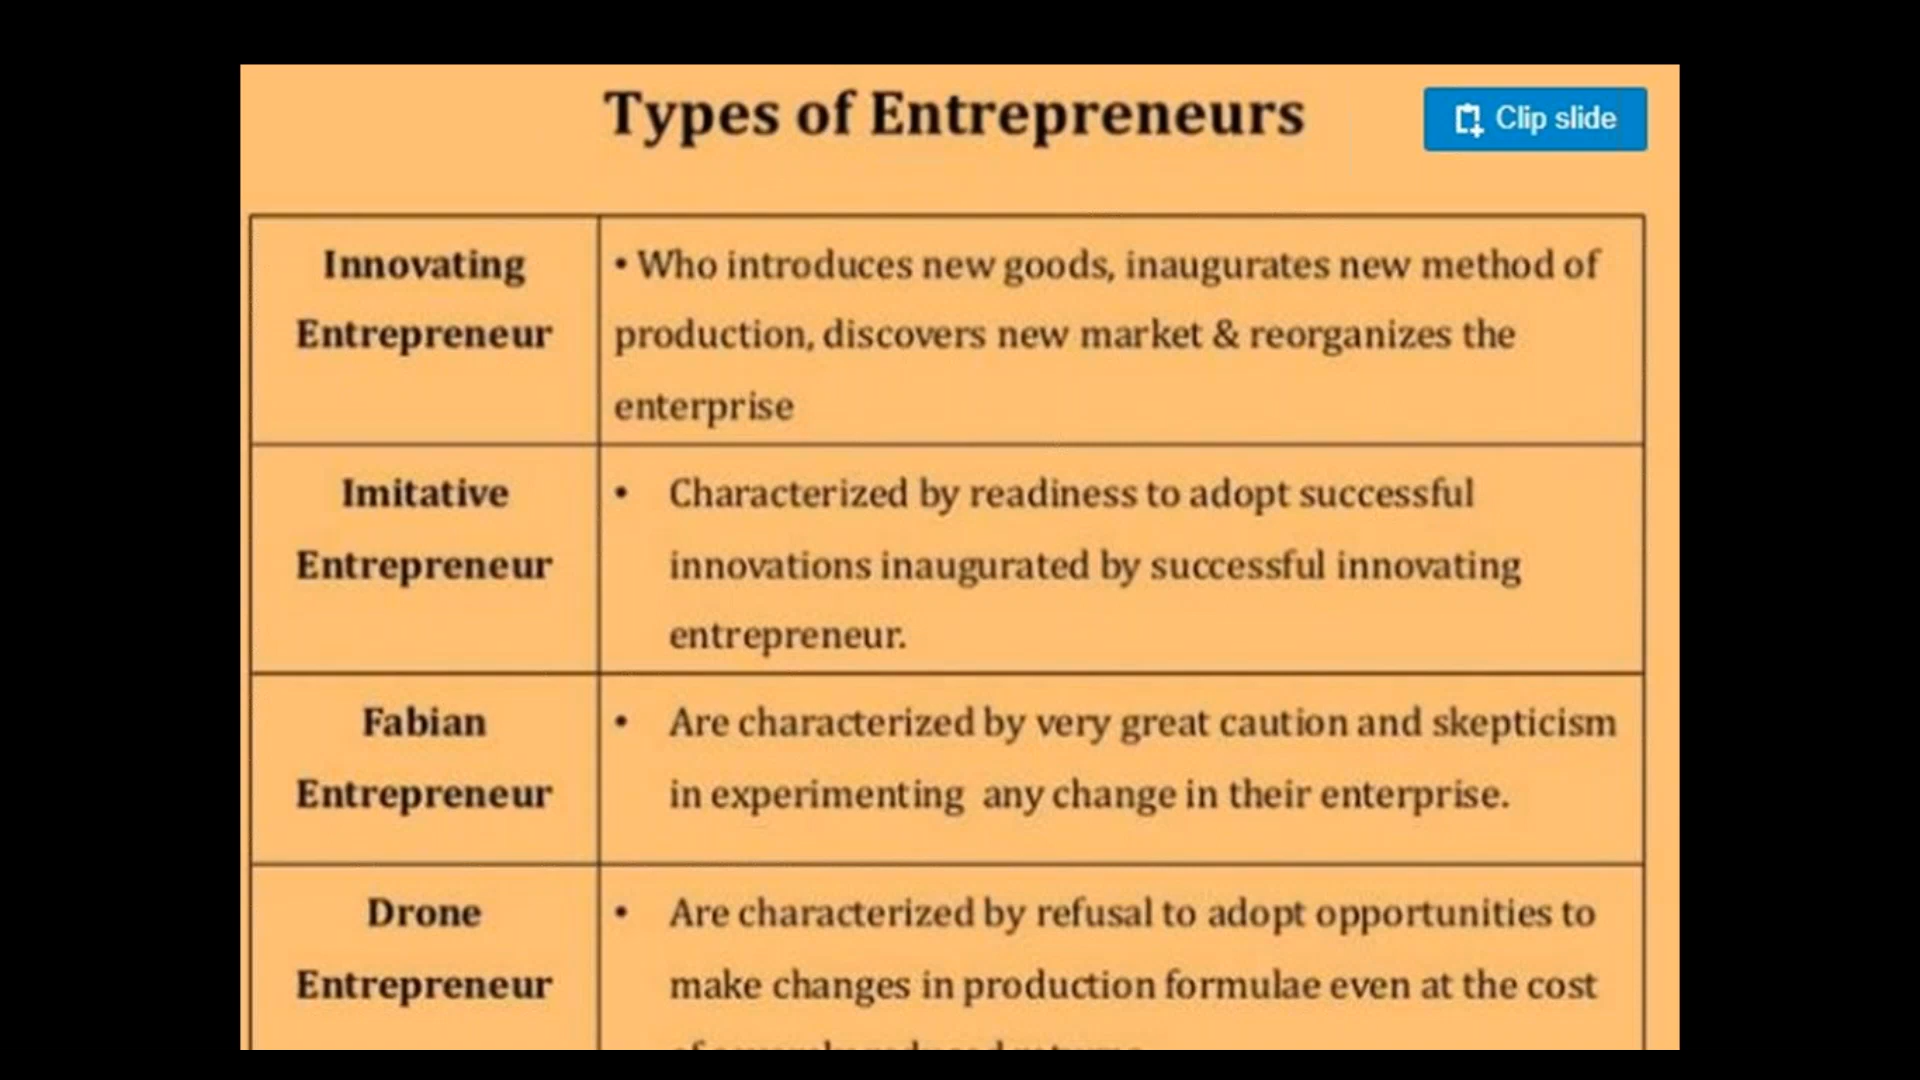 Types of Entrepreneurs
Clip slide
Innovating
Entrepreneur
• Who introduces new goods, inaugurates new method of
production, discovers new market & reorganizes the
enterprise
Imitative
Entrepreneur
• Characterized by readiness to adopt successful
innovations inaugurated by successful innovating
entrepreneur.
Fabian
Entrepreneur
• Are characterized by very great caution and skepticism
in experimenting any change in their enterprise.
Drone
Entrepreneur
• Are characterized by refusal to adopt opportunities to
make changes in production formulae even at the cost